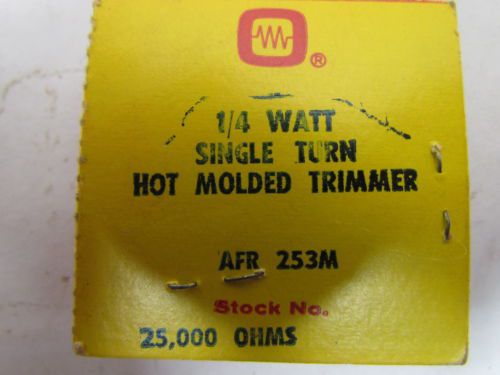 ®
1/4 WATT
SINGLE TURN
HOT MOLDED TRIMMER
AFR 253M
Stock No.
25,000 OHMS